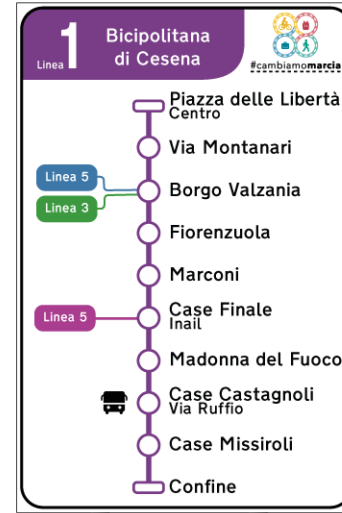 Linea 1
Bicipolitana
di Cesena
#cambiamomarcia
Piazza delle Libertà
Centro
Via Montanari
Linea 5
Linea 3
Borgo Valzania
Fiorenzuola
Marconi
Linea 5
Case Finale
Inail
Madonna del Fuoco
Case Castagnoli
Via Ruffio
Case Missiroli
Confine